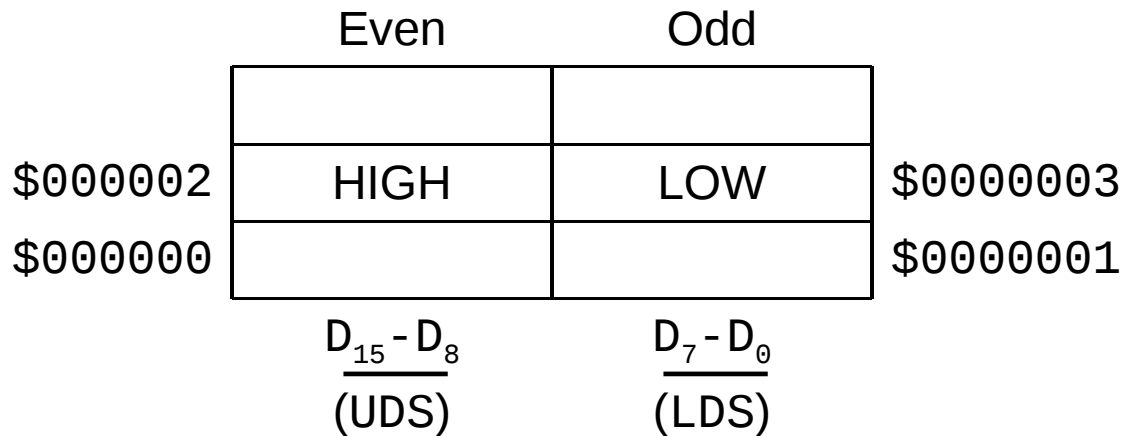 Even Odd
$000002 HIGH LOW $0000003
$000000 $0000001
D₁₅-D₈ D₇-D₀
(UDS) (LDS)